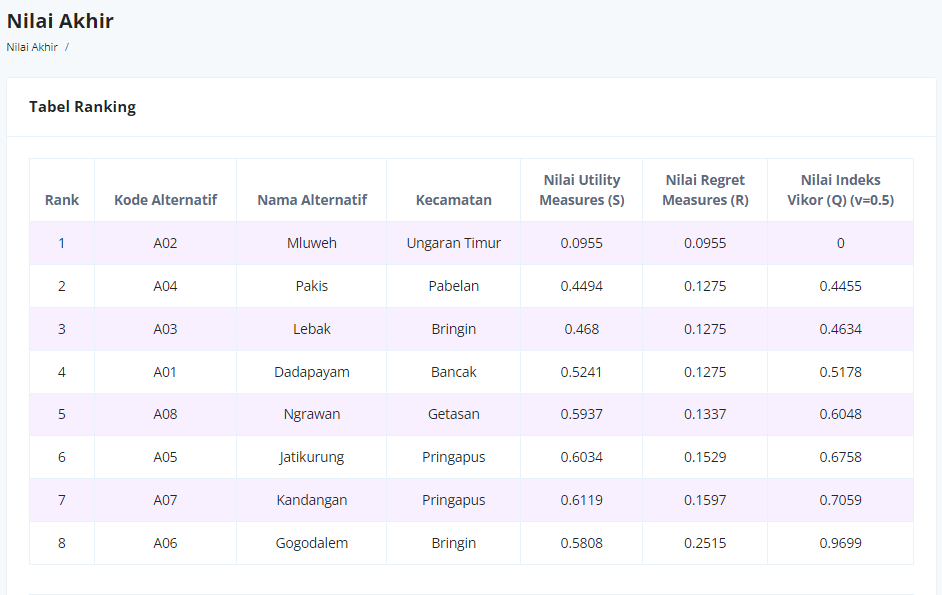 Nilai Akhir
Nilai Akhir /
Tabel Ranking
Rank Kode Alternatif Nama Alternatif Kecamatan Nilai Utility Measures (S) Nilai Regret Measures (R) Nilai Indeks Vikor (Q) (v=0.5)
1 A02 Mluweh Ungaran Timur 0.0955 0.0955 0
2 A04 Pakis Pabelan 0.4494 0.1275 0.4455
3 A03 Lebak Bringin 0.468 0.1275 0.4634
4 A01 Dadapayam Bancak 0.5241 0.1275 0.5178
5 A08 Ngrawan Getasan 0.5937 0.1337 0.6048
6 A05 Jatikurung Pringapus 0.6034 0.1529 0.6758
7 A07 Kandangan Pringapus 0.6119 0.1597 0.7059
8 A06 Gogodalem Bringin 0.5808 0.2515 0.9699